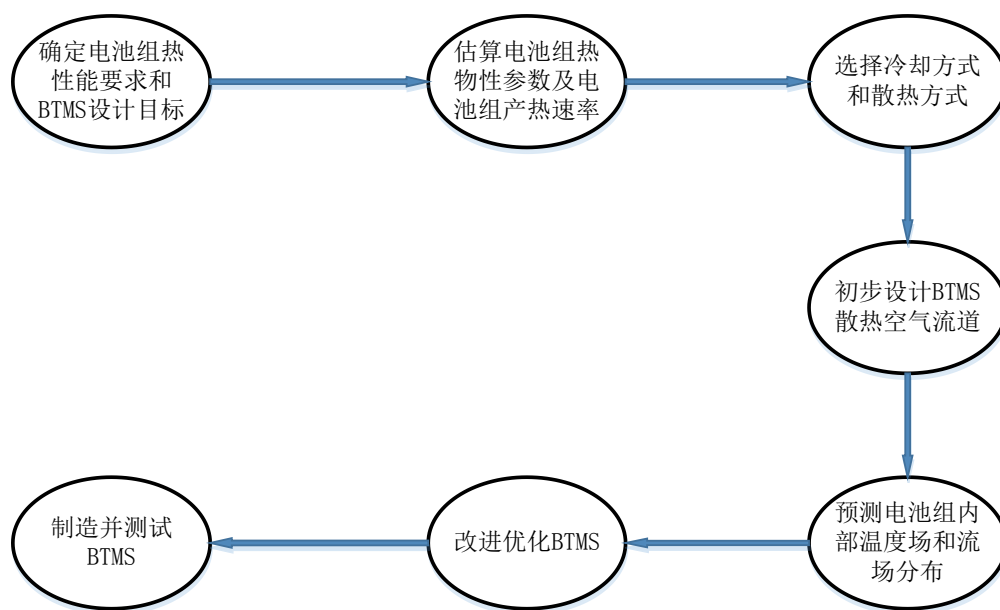 确定电池组热
性能要求和
BTMS设计目标
估算电池组热
物性参数及电
池组产热速率
选择冷却方式
和散热方式
初步设计BTMS
散热空气流道
预测电池组内
部温度场和流
场分布
改进优化BTMS
制造并测试
BTMS